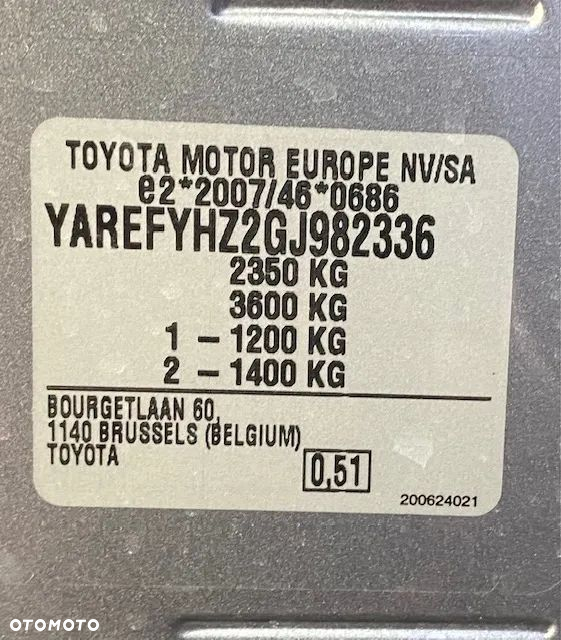 TOYOTA MOTOR EUROPE NV/SA
e2*2007/46*0686
YAREFYHZ2GJ982336
2350 KG
3600 KG
1 – 1200 KG
2 – 1400 KG
BOURGETLAAN 60,
1140 BRUSSELS (BELGIUM)
TOYOTA
0,51
200624021
OTOMOTO